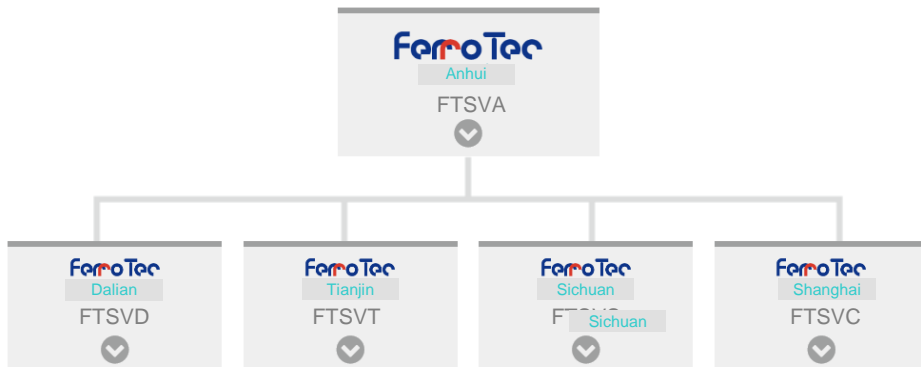 FerroTec
Anhui
FTSVA
FerroTec
Dalian
FTSVD
FerroTec
Tianjin
FTSVT
FerroTec
Sichuan
Sichuan
FerroTec
Shanghai
FTSVC